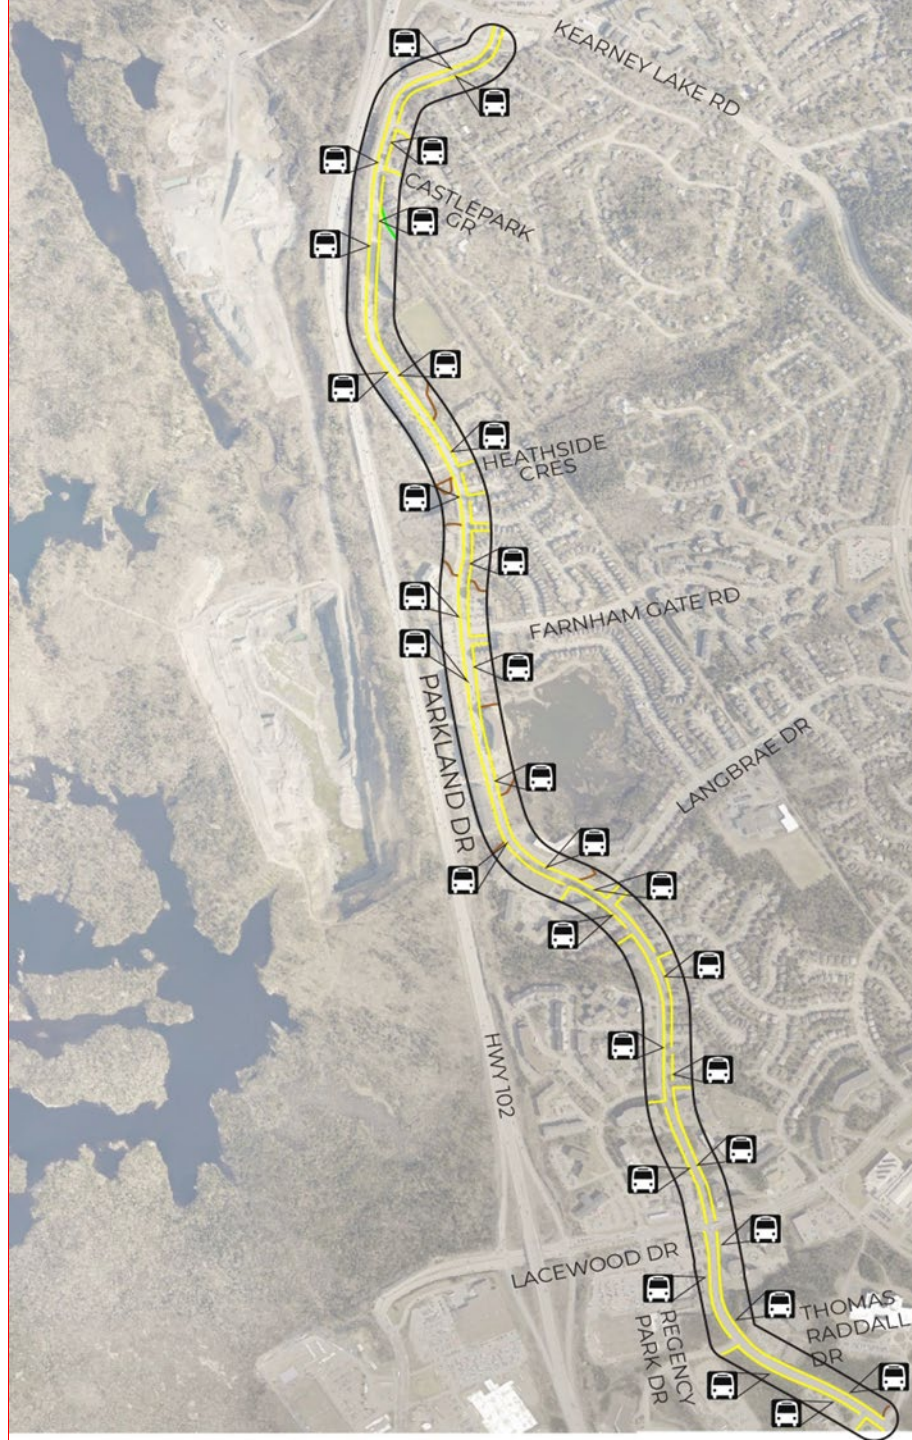 KEARNEY LAKE RD
CASTLEPARK
GR
HEATHSIDE
CRES
FARNHAM GATE RD
PARKLAND DR
LANGBRAE DR
HWY 102
LACEWOOD DR
REGENCY
PARK DR
THOMAS
RADDALL
DR